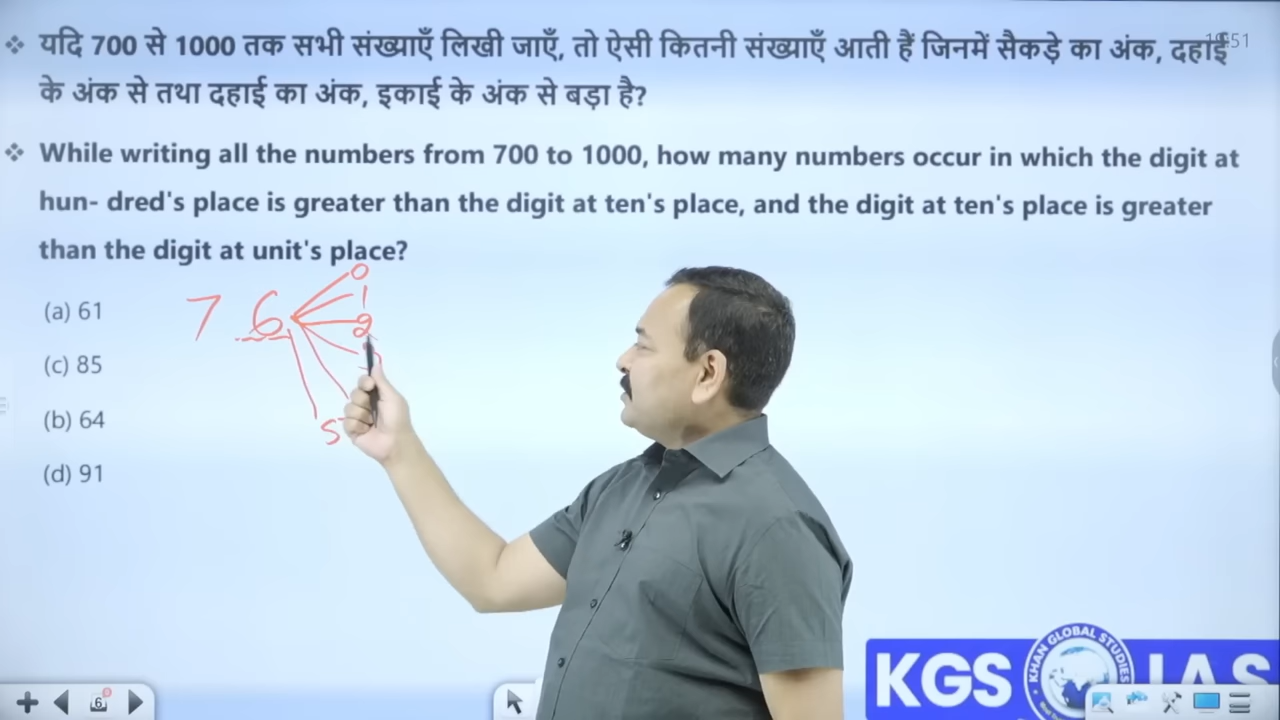 ❖ यदि 700 से 1000 तक सभी संख्याएँ लिखी जाएँ, तो ऐसी कितनी संख्याएँ आती हैं जिनमें सैकड़े का अंक, दहाई
के अंक से तथा दहाई का अंक, इकाई के अंक से बड़ा है?
❖ While writing all the numbers from 700 to 1000, how many numbers occur in which the digit at
hun- dred's place is greater than the digit at ten's place, and the digit at ten's place is greater
than the digit at unit's place?
(a) 61
(c) 85
(b) 64
(d) 91
7 6
0
1
2
5
KGS
KHAN GLOBAL STUDIES
IAS
6